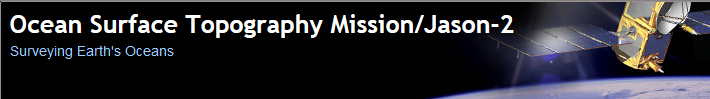 Ocean Surface Topography Mission/Jason-2
Surveying Earth's Oceans